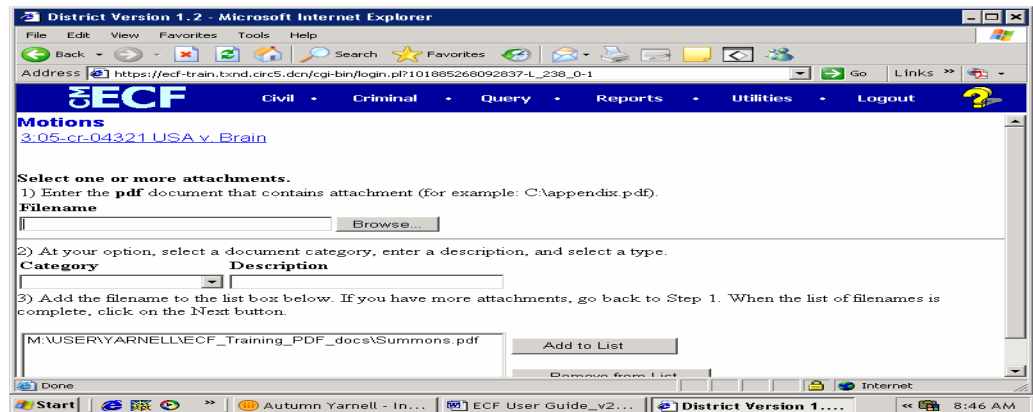 District Version 1.2 - Microsoft Internet Explorer
File Edit View Favorites Tools Help
Back Search Favorites
Address https://ecf-train.txnd.circ5.dcn/cgi-bin/login.pl?101885268092837-L_238_0-1 Go Links »
CM ECF Civil • Criminal • Query • Reports • Utilities • Logout ?
Motions
3:05-cr-04321 USA v. Brain
Select one or more attachments.
1) Enter the pdf document that contains attachment (for example: C:\appendix.pdf).
Filename
Browse...
2) At your option, select a document category, enter a description, and select a type.
Category Description
3) Add the filename to the list box below. If you have more attachments, go back to Step 1. When the list of filenames is
complete, click on the Next button.
M:\USER\YARNELL\ECF_Training_PDF_docs\Summons.pdf Add to List
Remove from List
Done Internet
Start » Autumn Yarnell - In... ECF User Guide_v2... District Version 1.... « 8:46 AM